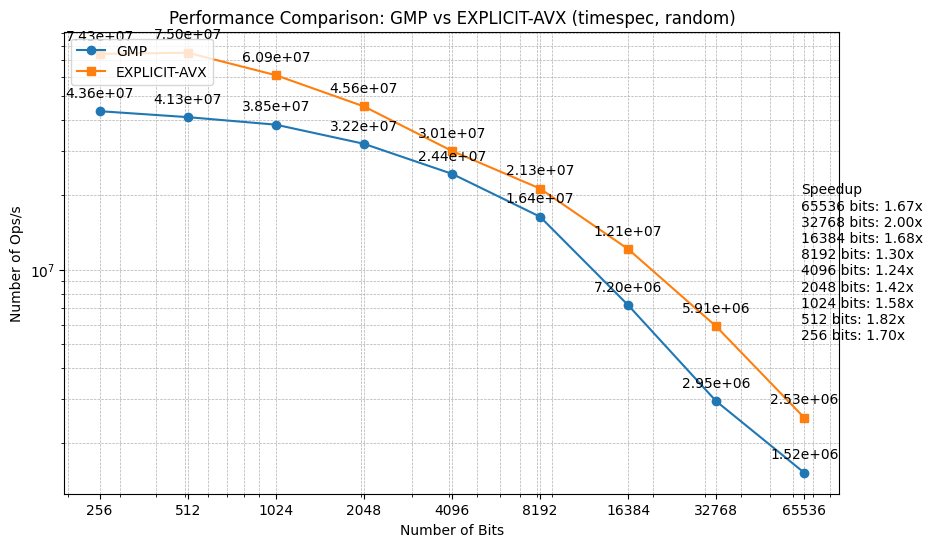 Performance Comparison: GMP vs EXPLICIT-AVX (timespec, random)
7.43e+07
7.50e+07
6.09e+07
4.56e+07
3.01e+07
2.13e+07
1.21e+07
5.91e+06
2.53e+06
GMP
EXPLICIT-AVX
4.36e+07
4.13e+07
3.85e+07
3.22e+07
2.44e+07
1.64e+07
7.20e+06
2.95e+06
1.52e+06
Speedup
65536 bits: 1.67x
32768 bits: 2.00x
16384 bits: 1.68x
8192 bits: 1.30x
4096 bits: 1.24x
2048 bits: 1.42x
1024 bits: 1.58x
512 bits: 1.82x
256 bits: 1.70x
Number of Ops/s
10^7
256 512 1024 2048 4096 8192 16384 32768 65536
Number of Bits